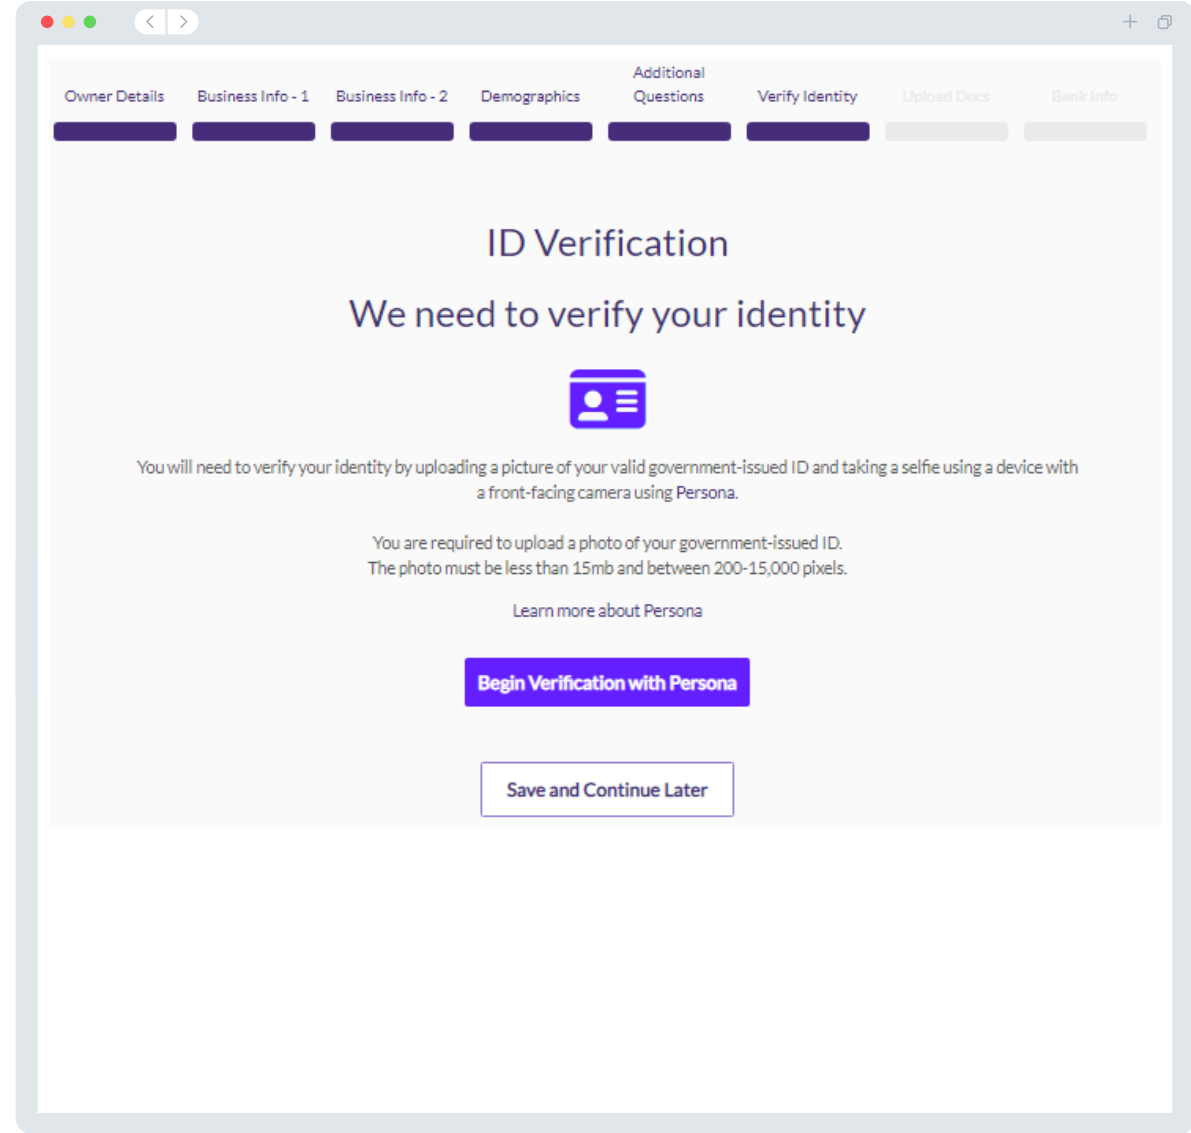 Owner Details
Business Info - 1
Business Info - 2
Demographics
Additional
Questions
Verify Identity
Upload Docs
Bank Info
ID Verification
We need to verify your identity
You will need to verify your identity by uploading a picture of your valid government-issued ID and taking a selfie using a device with
a front-facing camera using Persona.
You are required to upload a photo of your government-issued ID.
The photo must be less than 15mb and between 200-15,000 pixels.
Learn more about Persona
Begin Verification with Persona
Save and Continue Later